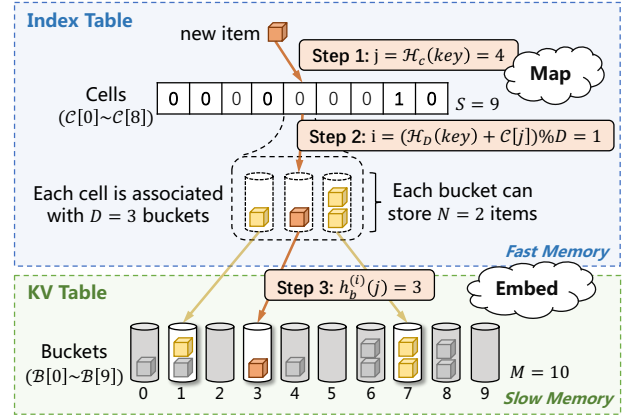 Index Table
new item
Step 1: j = ℋ_c(key) = 4
Map
Cells
(𝒞[0]~𝒞[8])
0 0 0 0 0 0 0 1 0
S = 9
Step 2: i = (ℋ_D(key) + 𝒞[j])%D = 1
Each cell is associated
with D = 3 buckets
Each bucket can
store N = 2 items
Fast Memory
KV Table
Step 3: h_b^(i)(j) = 3
Embed
Buckets
(ℬ[0]~ℬ[9])
M = 10
0 1 2 3 4 5 6 7 8 9
Slow Memory